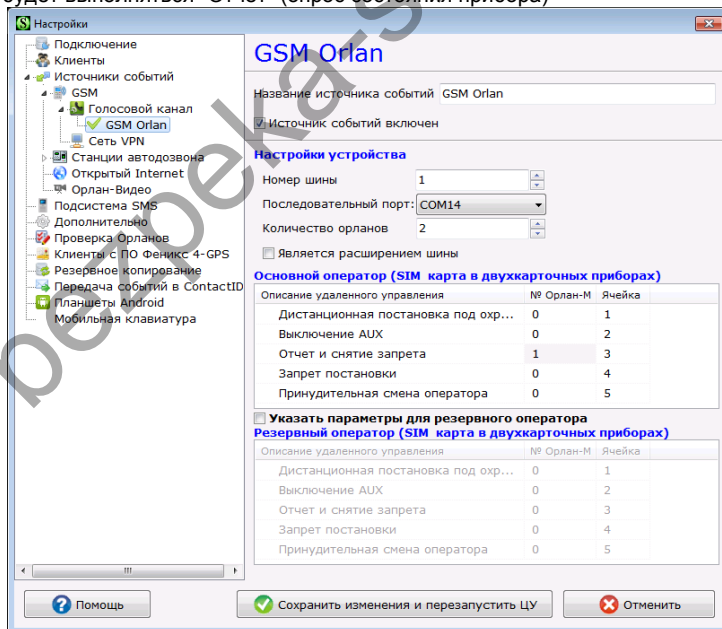 будет выполняться "Отчет" (опрос состояния прибора)
Настройки
Подключение
Клиенты
Источники событий
GSM
Голосовой канал
GSM Orlan
Сеть VPN
Станции автодозвона
Открытый Internet
Орлан-Видео
Подсистема SMS
Дополнительно
Проверка Орланов
Клиенты с ПО Феникс 4-GPS
Резервное копирование
Передача событий в ContactID
Планшеты Android
Мобильная клавиатура
GSM Orlan
Название источника событий GSM Orlan
Источник событий включен
Настройки устройства
Номер шины 1
Последовательный порт: COM14
Количество орланов 2
Является расширением шины
Основной оператор (SIM карта в двухкарточных приборах)
Описание удаленного управления № Орлан-М Ячейка
Дистанционная постановка под охр... 0 1
Выключение AUX 0 2
Отчет и снятие запрета 1 3
Запрет постановки 0 4
Принудительная смена оператора 0 5
Указать параметры для резервного оператора
Резервный оператор (SIM карта в двухкарточных приборах)
Описание удаленного управления № Орлан-М Ячейка
Дистанционная постановка под охр... 0 1
Выключение AUX 0 2
Отчет и снятие запрета 0 3
Запрет постановки 0 4
Принудительная смена оператора 0 5
Помощь
Сохранить изменения и перезапустить ЦУ
Отменить
bezpeka-s